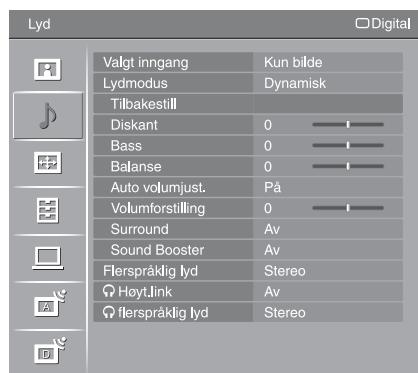 Lyd Digital
Valgt inngang Kun bilde
Lydmodus Dynamisk
Tilbakestill
Diskant 0
Bass 0
Balanse 0
Auto volumjust. På
Volumforstilling 0
Surround Av
Sound Booster Av
Flerspråklig lyd Stereo
Høyt.link Av
flerspråklig lyd Stereo
A
D